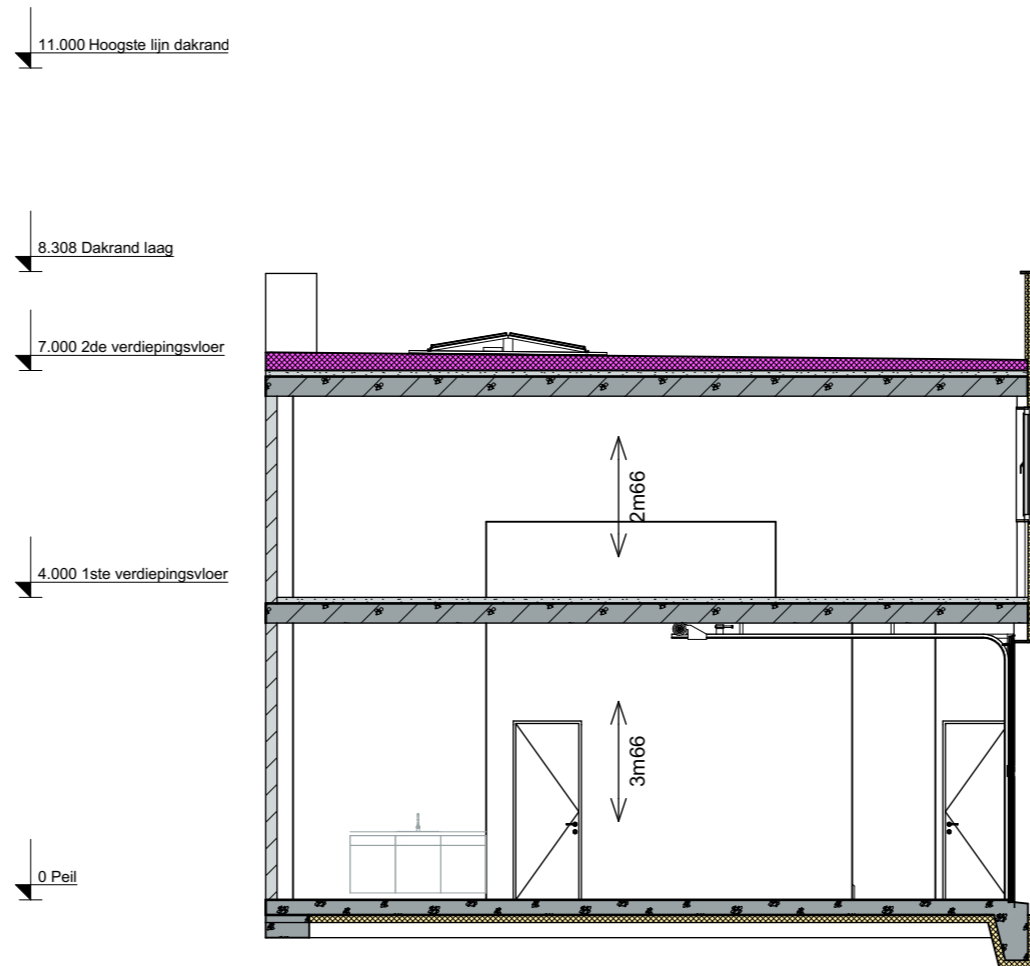 11.000 Hoogste lijn dakrand
8.308 Dakrand laag
7.000 2de verdiepingsvloer
2m66
4.000 1ste verdiepingsvloer
3m66
0 Peil